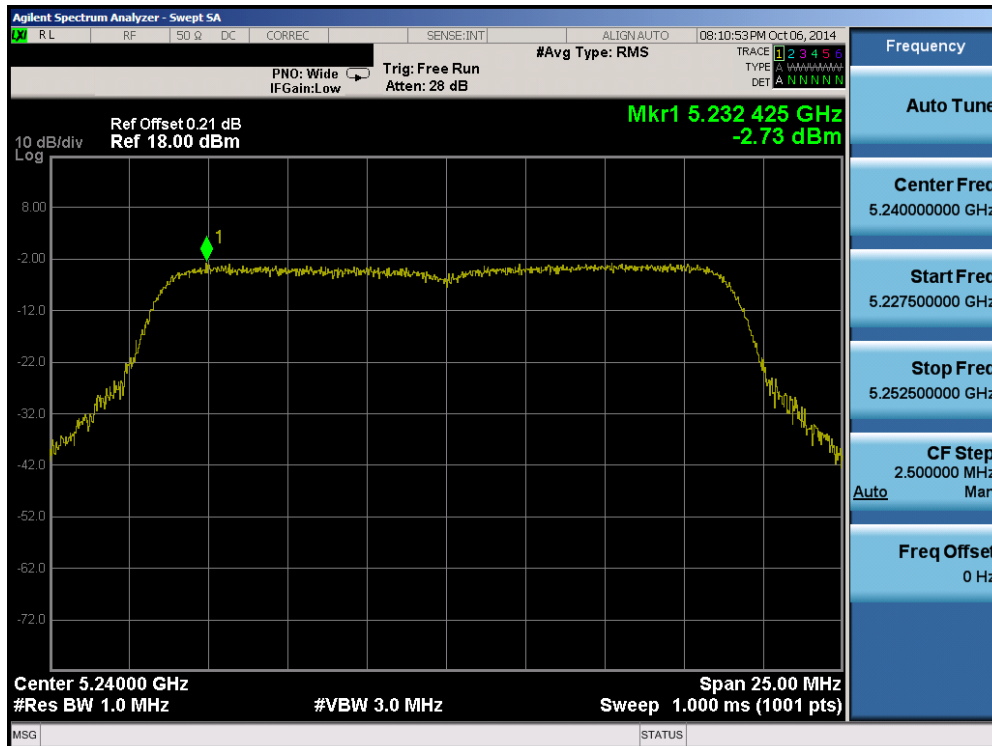 Agilent Spectrum Analyzer - Swept SA
LXI RL RF 50 Ω DC CORREC SENSE:INT ALIGN AUTO 08:10:53 PM Oct 06, 2014
#Avg Type: RMS TRACE 1 2 3 4 5 6
PNO: Wide Trig: Free Run TYPE A WWWWW
IFGain:Low Atten: 28 dB DET A N N N N N
Mkr1 5.232 425 GHz
Ref Offset 0.21 dB
10 dB/div Ref 18.00 dBm -2.73 dBm
Log
1
8.00
-2.00
-12.0
-22.0
-32.0
-42.0
-52.0
-62.0
-72.0
Center 5.24000 GHz Span 25.00 MHz
#Res BW 1.0 MHz #VBW 3.0 MHz Sweep 1.000 ms (1001 pts)
MSG STATUS
Frequency
Auto Tune
Center Freq
5.240000000 GHz
Start Freq
5.227500000 GHz
Stop Freq
5.252500000 GHz
CF Step
2.500000 MHz
Auto Man
Freq Offset
0 Hz